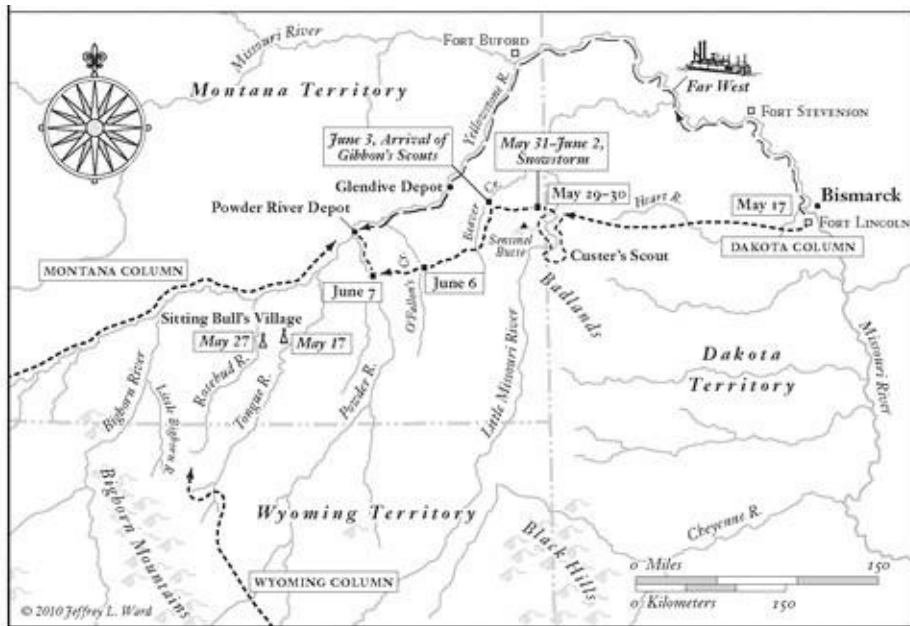 Missouri River
FORT BUFORD
Montana Territory
Yellowstone R.
Far West
FORT STEVENSON
June 3, Arrival of
Gibbon's Scouts
May 31–June 2,
Snowstorm
Glendive Depot
Cr.
May 29–30
Heart R.
May 17
Bismarck
Powder River Depot
Beaver
Sentinel
Butte
FORT LINCOLN
DAKOTA COLUMN
MONTANA COLUMN
Custer's Scout
June 7
O'Fallon's Cr.
June 6
Badlands
Sitting Bull's Village
May 27
May 17
Bighorn River
Little Bighorn R.
Rosebud R.
Tongue R.
Powder R.
Little Missouri River
Dakota
Territory
Missouri River
Bighorn Mountains
Wyoming Territory
Black Hills
Cheyenne R.
WYOMING COLUMN
0 Miles 150
0 Kilometers 150
© 2010 Jeffrey L. Ward